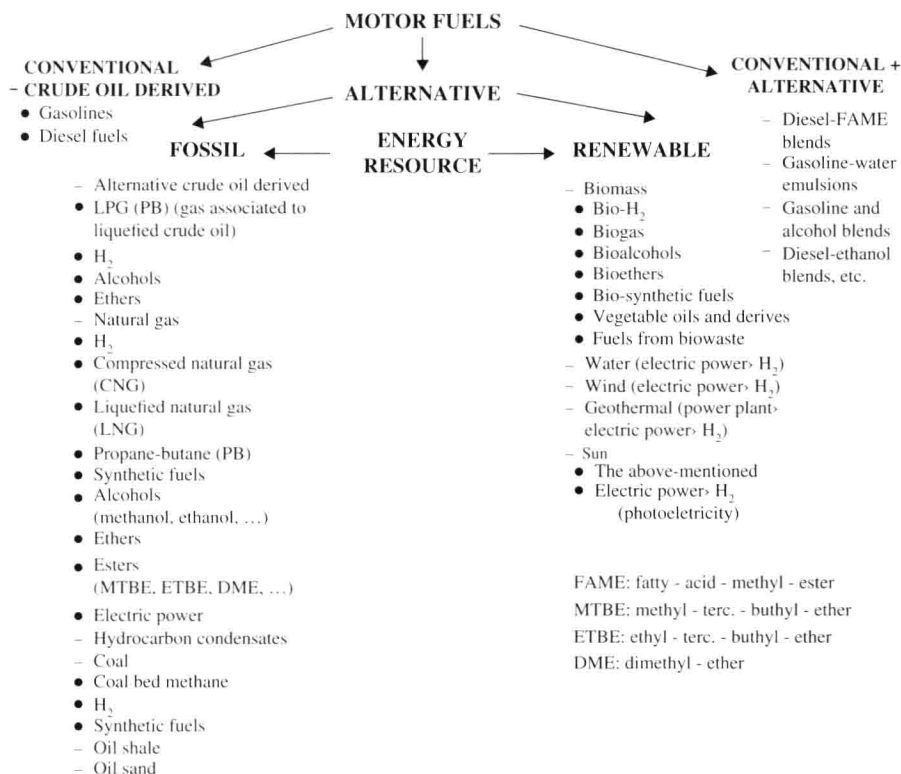 MOTOR FUELS
CONVENTIONAL
- CRUDE OIL DERIVED
● Gasolines
● Diesel fuels
ALTERNATIVE
CONVENTIONAL +
ALTERNATIVE
– Diesel-FAME
blends
– Gasoline-water
emulsions
– Gasoline and
alcohol blends
– Diesel-ethanol
blends, etc.
ENERGY
RESOURCE
FOSSIL
– Alternative crude oil derived
● LPG (PB) (gas associated to
liquefied crude oil)
● H₂
● Alcohols
● Ethers
– Natural gas
● H₂
● Compressed natural gas
(CNG)
● Liquefied natural gas
(LNG)
● Propane-butane (PB)
● Synthetic fuels
● Alcohols
(methanol, ethanol, …)
● Ethers
● Esters
(MTBE, ETBE, DME, …)
● Electric power
– Hydrocarbon condensates
– Coal
● Coal bed methane
● H₂
● Synthetic fuels
– Oil shale
– Oil sand
RENEWABLE
– Biomass
● Bio-H₂
● Biogas
● Bioalcohols
● Bioethers
● Bio-synthetic fuels
● Vegetable oils and derives
● Fuels from biowaste
– Water (electric power› H₂)
– Wind (electric power› H₂)
– Geothermal (power plant›
electric power› H₂)
– Sun
● The above-mentioned
● Electric power› H₂
(photoeletricity)
FAME: fatty - acid - methyl - ester
MTBE: methyl - terc. - buthyl - ether
ETBE: ethyl - terc. - buthyl - ether
DME: dimethyl - ether